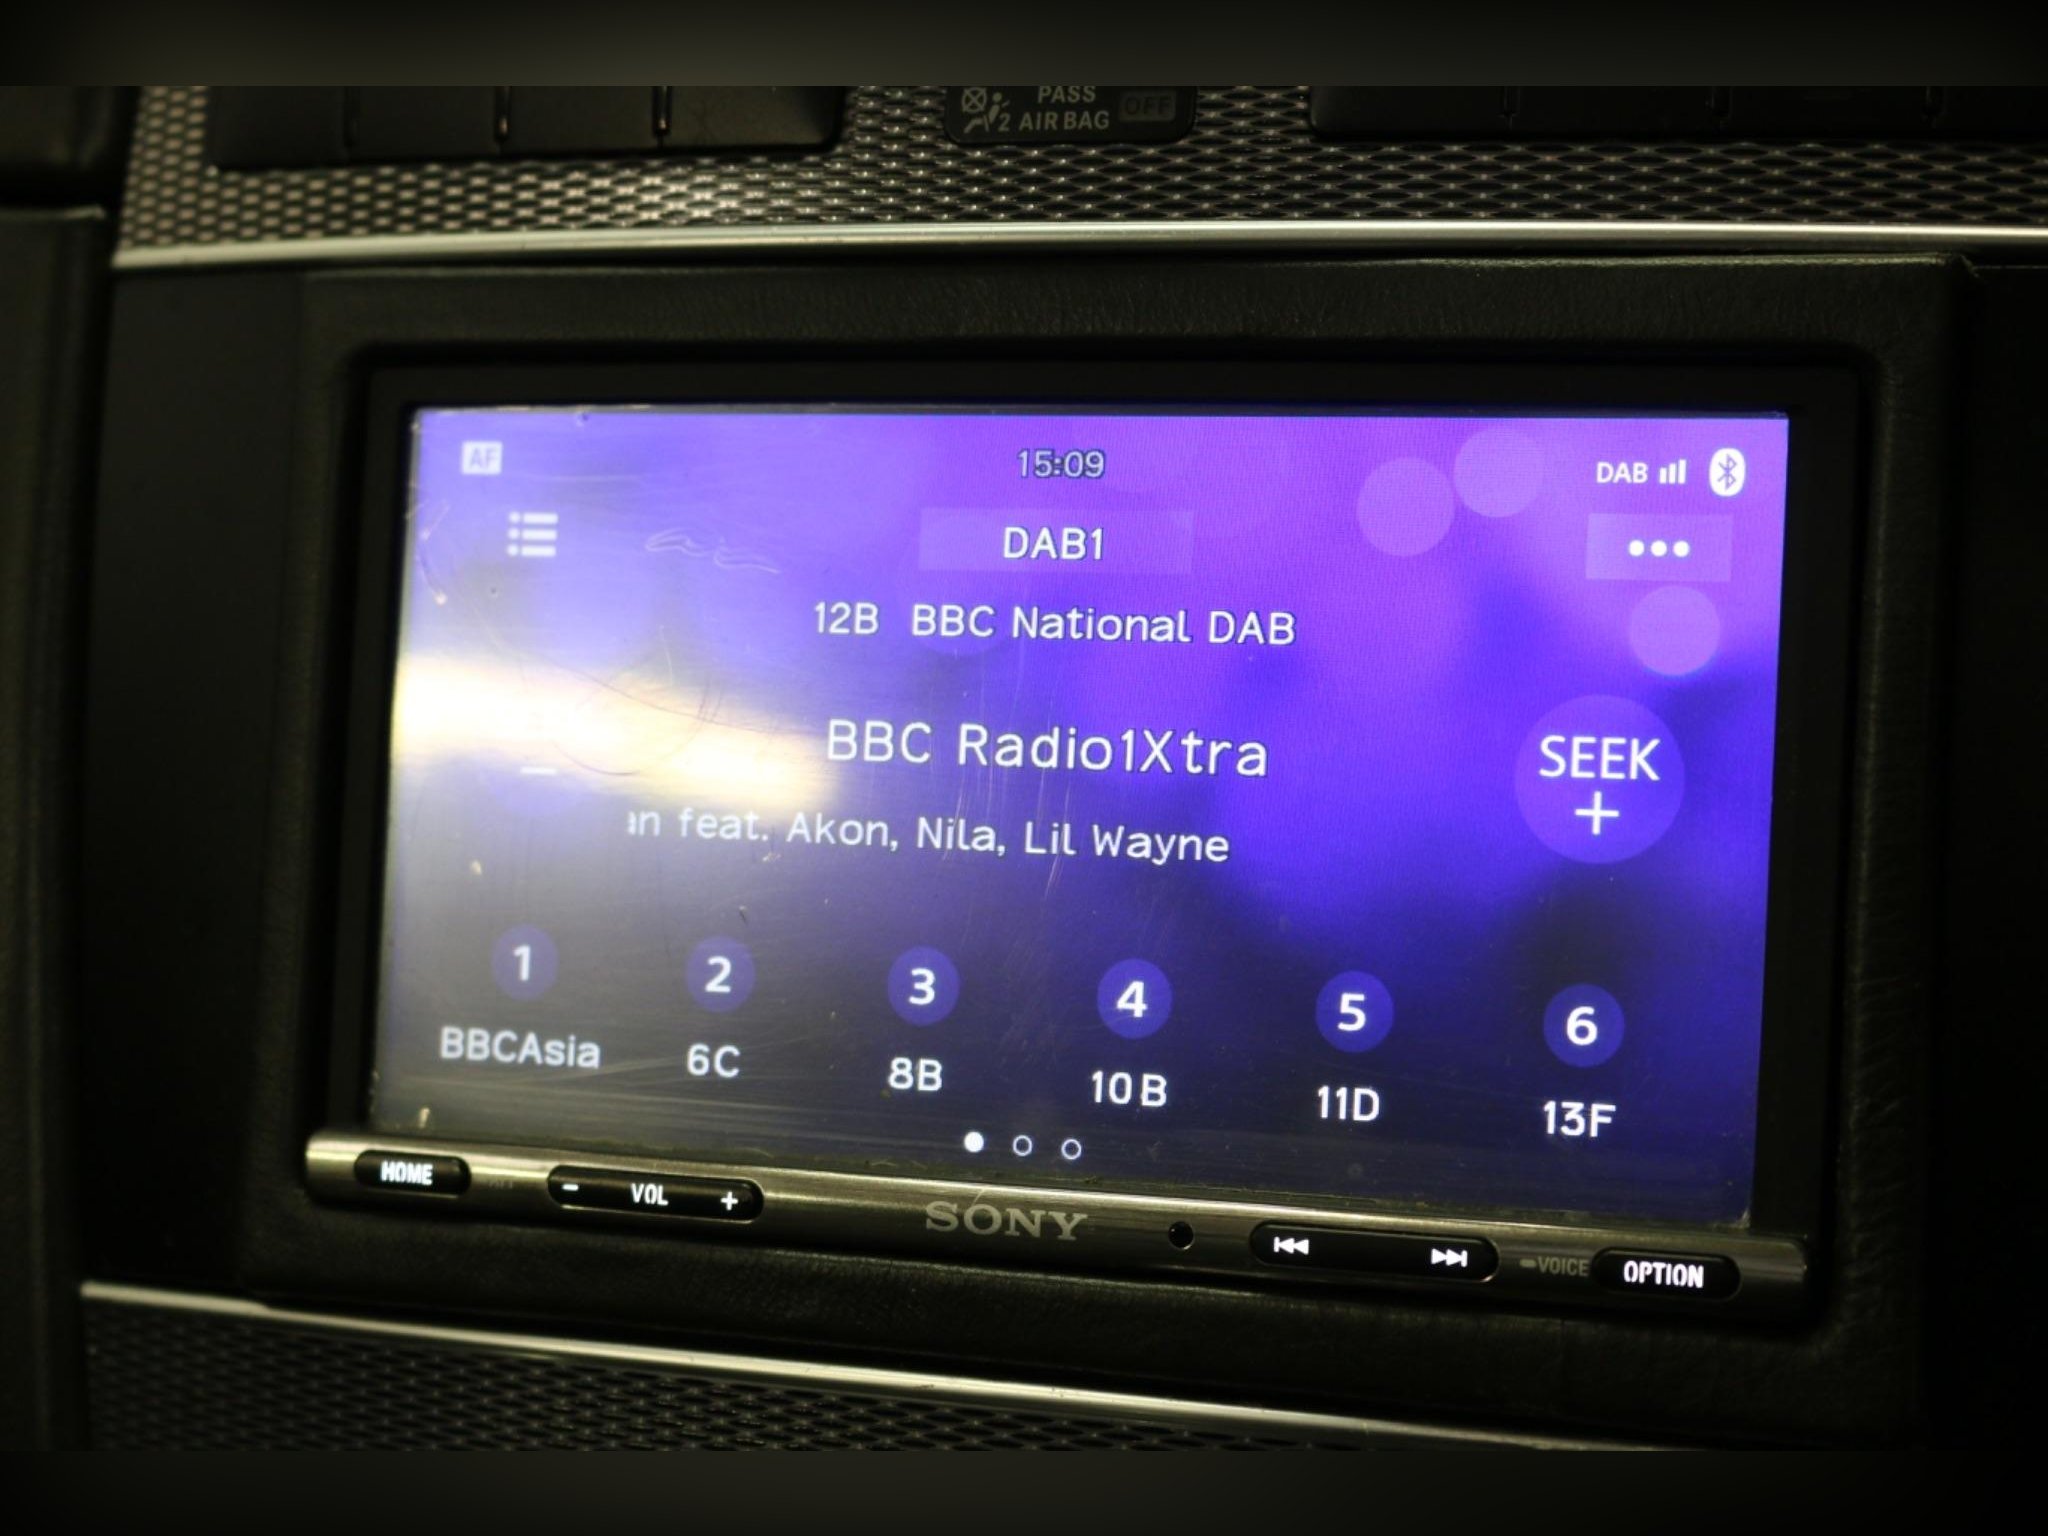 PASS
2 AIR BAG OFF
AF
15:09
DAB
DAB1
12B BBC National DAB
BBC Radio1Xtra
SEEK
+
feat. Akon, Nila, Lil Wayne
1 2 3 4 5 6
BBCAsia 6C 8B 10B 11D 13F
HOME
- VOL +
SONY
VOICE
OPTION